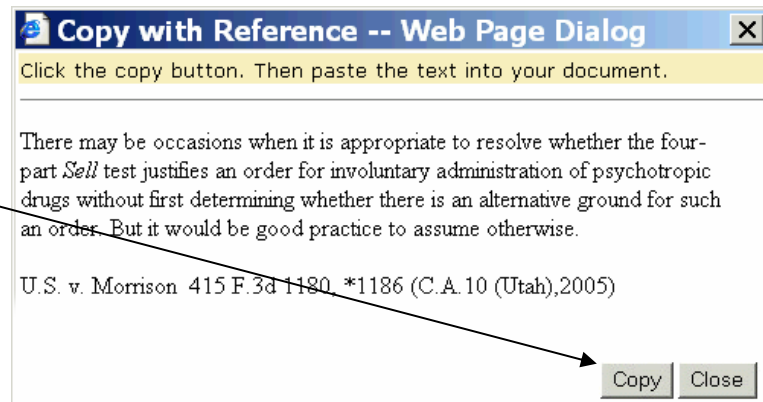 Copy with Reference -- Web Page Dialog
Click the copy button. Then paste the text into your document.
There may be occasions when it is appropriate to resolve whether the four-
part Sell test justifies an order for involuntary administration of psychotropic
drugs without first determining whether there is an alternative ground for such
an order. But it would be good practice to assume otherwise.
U.S. v. Morrison 415 F.3d 1180, *1186 (C.A.10 (Utah),2005)
Copy Close